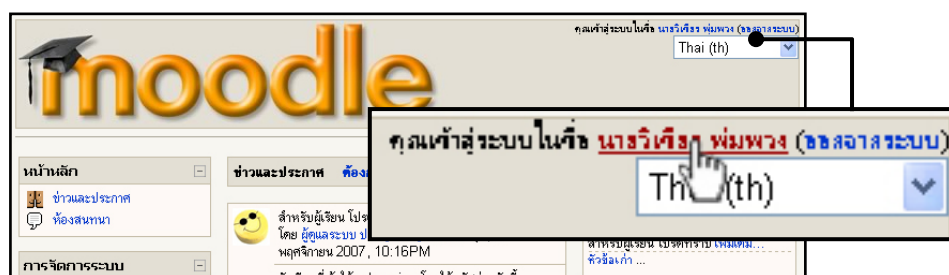 moodle
คุณเข้าสู่ระบบในชื่อ นายวิเชียร พุ่มพวง (ออกจากระบบ)
Thai (th)
คุณเข้าสู่ระบบในชื่อ นายวิเชียร พุ่มพวง (ออกจากระบบ)
Th (th)
หน้าหลัก
ข่าวและประกาศ
ห้องสนทนา
การจัดการระบบ
ข่าวและประกาศ
สำหรับผู้เรียน โปร
โดย ผู้ดูแลระบบ
พฤศจิกายน 2007, 10:16PM
สำหรับผู้เรียน โปรดทราบ เพิ่มเติม...
หัวข้อเก่า ...